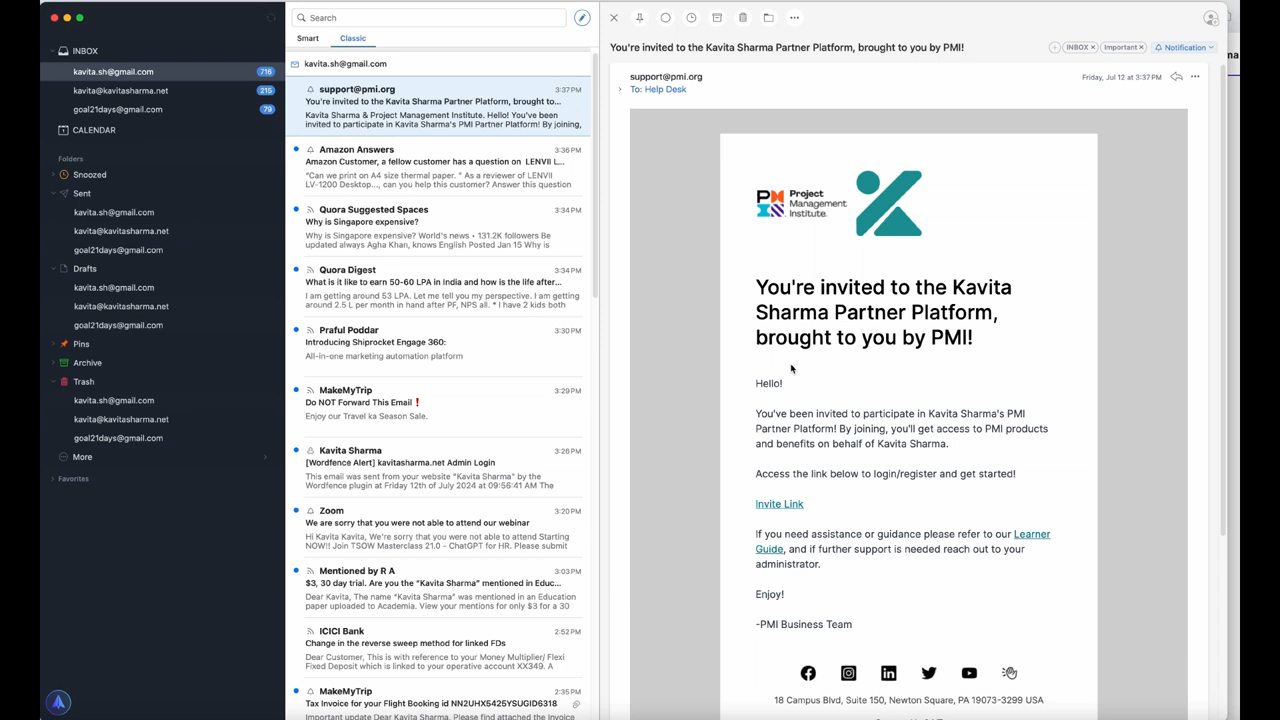 INBOX
kavita.sh@gmail.com 716
kavita@kavitasharma.net 215
goal21days@gmail.com 79
CALENDAR
Folders
Snoozed
Sent
kavita.sh@gmail.com
kavita@kavitasharma.net
goal21days@gmail.com
Drafts
kavita.sh@gmail.com
kavita@kavitasharma.net
goal21days@gmail.com
Pins
Archive
Trash
kavita.sh@gmail.com
kavita@kavitasharma.net
goal21days@gmail.com
More
Favorites
Search
Smart Classic
kavita.sh@gmail.com
support@pmi.org 3:37PM
You're invited to the Kavita Sharma Partner Platform, brought to...
Kavita Sharma & Project Management Institute. Hello! You've been
invited to participate in Kavita Sharma's PMI Partner Platform! By joining,
Amazon Answers 3:36PM
Amazon Customer, a fellow customer has a question on LENVII L...
"Can we print on A4 size thermal paper. " As a reviewer of LENVII
LV-1200 Desktop..., can you help this customer? Answer this question
Quora Suggested Spaces 3:34PM
Why is Singapore expensive?
Why is Singapore expensive? World's news • 131.2K followers Be
updated always Agha Khan, knows English Posted Jan 15 Why is
Quora Digest 3:34PM
What is it like to earn 50-60 LPA in India and how is the life after...
I am getting around 53 LPA. Let me tell you my perspective. I am getting
around 2.5 L per month in hand after PF, NPS all. * I have 2 kids both
Praful Poddar 3:30PM
Introducing Shiprocket Engage 360:
All-in-one marketing automation platform
MakeMyTrip 3:29PM
Do NOT Forward This Email❗
Enjoy our Travel ka Season Sale.
Kavita Sharma 3:26PM
[Wordfence Alert] kavitasharma.net Admin Login
This email was sent from your website "Kavita Sharma" by the
Wordfence plugin at Friday 12th of July 2024 at 09:56:41 AM The
Zoom 3:20PM
We are sorry that you were not able to attend our webinar
Hi Kavita Kavita, We're sorry that you were not able to attend Starting
NOW!! Join TSOW Masterclass 21.0 - ChatGPT for HR. Please submit
Mentioned by R A 3:03PM
$3, 30 day trial. Are you the “Kavita Sharma” mentioned in Educ...
Dear Kavita, The name “Kavita Sharma” was mentioned in an Education
paper uploaded to Academia. View your mentions for only $3 for a 30
ICICI Bank 2:52PM
Change in the reverse sweep method for linked FDs
Dear Customer, This is with reference to your Money Multiplier/ Flexi
Fixed Deposit which is linked to your operative account XX349. A
MakeMyTrip 2:35PM
Tax Invoice for your Flight Booking id NN2UHX5425YSUGID6318
Important update Dear Kavita Sharma, Please find attached the Invoice
You're invited to the Kavita Sharma Partner Platform, brought to you by PMI!
INBOX Important Notification
support@pmi.org Friday, Jul 12 at 3:37PM
To: Help Desk
Project
Management
Institute.
You're invited to the Kavita
Sharma Partner Platform,
brought to you by PMI!
Hello!
You've been invited to participate in Kavita Sharma's PMI
Partner Platform! By joining, you'll get access to PMI products
and benefits on behalf of Kavita Sharma.
Access the link below to login/register and get started!
Invite Link
If you need assistance or guidance please refer to our Learner
Guide, and if further support is needed reach out to your
administrator.
Enjoy!
-PMI Business Team
18 Campus Blvd, Suite 150, Newton Square, PA 19073-3299 USA